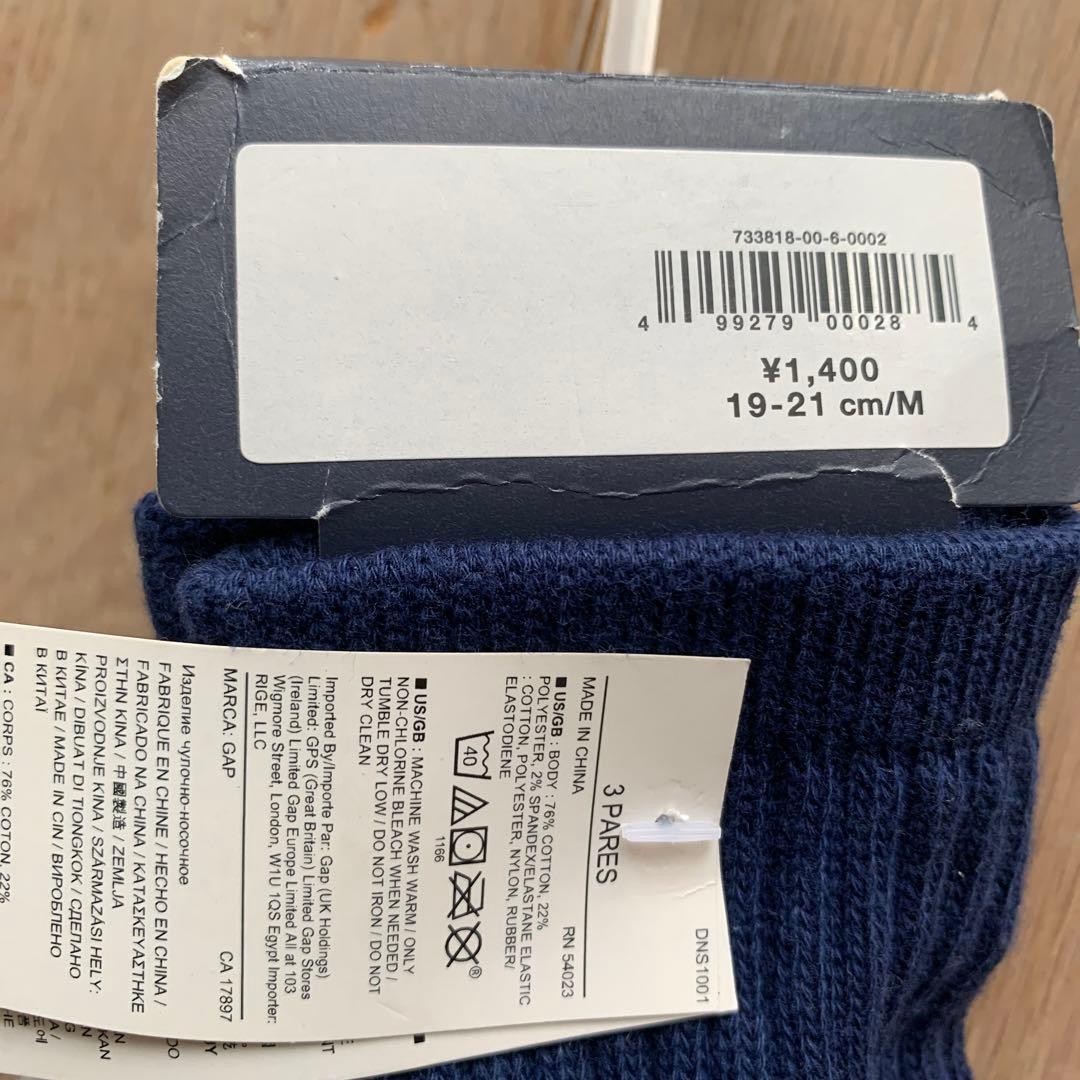 733818-00-6-0002
4 99279 00028 4
¥1,400
19-21 cm/M
DNS1001
3 PARES
MADE IN CHINA RN 54023
■US/GB : BODY : 76% COTTON, 22%
POLYESTER, 2% SPANDEX/ELASTANE ELASTIC
: COTTON, POLYESTER, NYLON, RUBBER/
ELASTODIENE
40
®
1166
■US/GB : MACHINE WASH WARM / ONLY
NON-CHLORINE BLEACH WHEN NEEDED /
TUMBLE DRY LOW / DO NOT IRON / DO NOT
DRY CLEAN
Imported By/Importe Par: Gap (UK Holdings)
Limited: GPS (Great Britain) Limited Gap Stores
(Ireland) Limited Gap Europe Limited All at 103
Wigmore Street, London, W1U 1QS Egypt Importer:
RIGE, LLC
MARCA: GAP CA 17897
Изделие чулочно-носочное
FABRIQUE EN CHINE / HECHO EN CHINA /
FABRICADO NA CHINA / ΚΑΤΑΣΚΕΥΑΣΤΗΚΕ
ΣΤΗΝ ΚΙΝΑ / 中國製造 / ZEMLJA
PROIZVODNJE KINA / SZÁRMAZÁSI HELY:
KÍNA / DIBUAT DI TIONGKOK / СДЕЛАНО
В КИТАЕ / MADE IN CIN / ВИРОБЛЕНО
В КИТАЇ
■CA : CORPS : 76% COTON, 22%